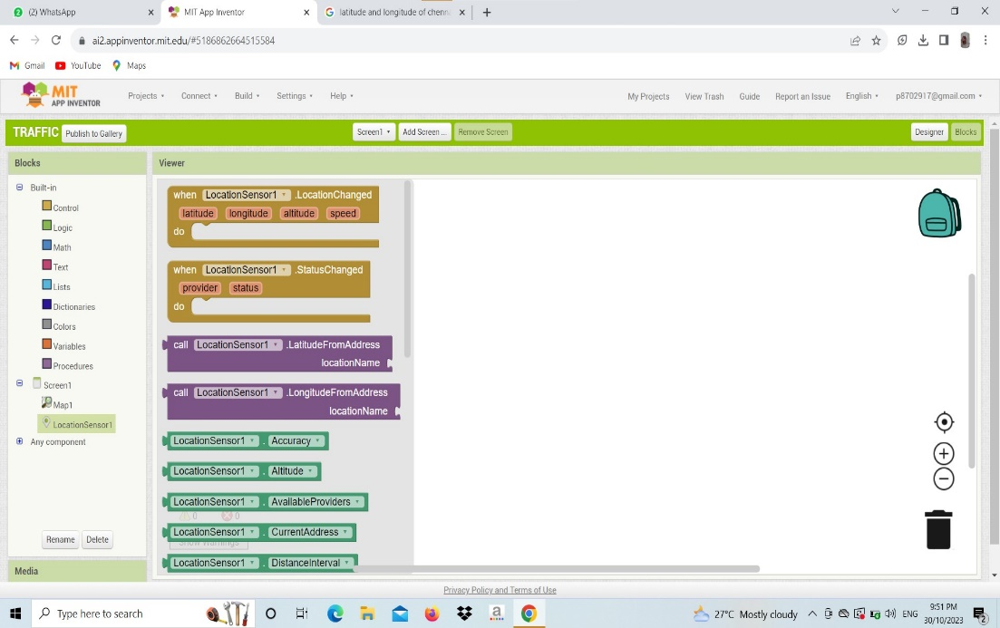 (2) WhatsApp
MIT App Inventor
latitude and longitude of chenn
ai2.appinventor.mit.edu/#5186862664515584
Gmail YouTube Maps
MIT
APP INVENTOR
Projects Connect Build Settings Help
My Projects View Trash Guide Report an Issue English p8702917@gmail.com
TRAFFIC Publish to Gallery Screen1 Add Screen ... Remove Screen Designer Blocks
Blocks
Built-in
Control
Logic
Math
Text
Lists
Dictionaries
Colors
Variables
Procedures
Screen1
Map1
LocationSensor1
Any component
Rename Delete
Media
Viewer
when LocationSensor1 .LocationChanged
latitude longitude altitude speed
do
when LocationSensor1 .StatusChanged
provider status
do
call LocationSensor1 .LatitudeFromAddress
locationName
call LocationSensor1 .LongitudeFromAddress
locationName
LocationSensor1 . Accuracy
LocationSensor1 . Altitude
LocationSensor1 . AvailableProviders
0 0
LocationSensor1 . CurrentAddress
Show Warnings
LocationSensor1 . DistanceInterval
Privacy Policy and Terms of Use
Type here to search
27°C Mostly cloudy
ENG
9:51 PM
30/10/2023
2